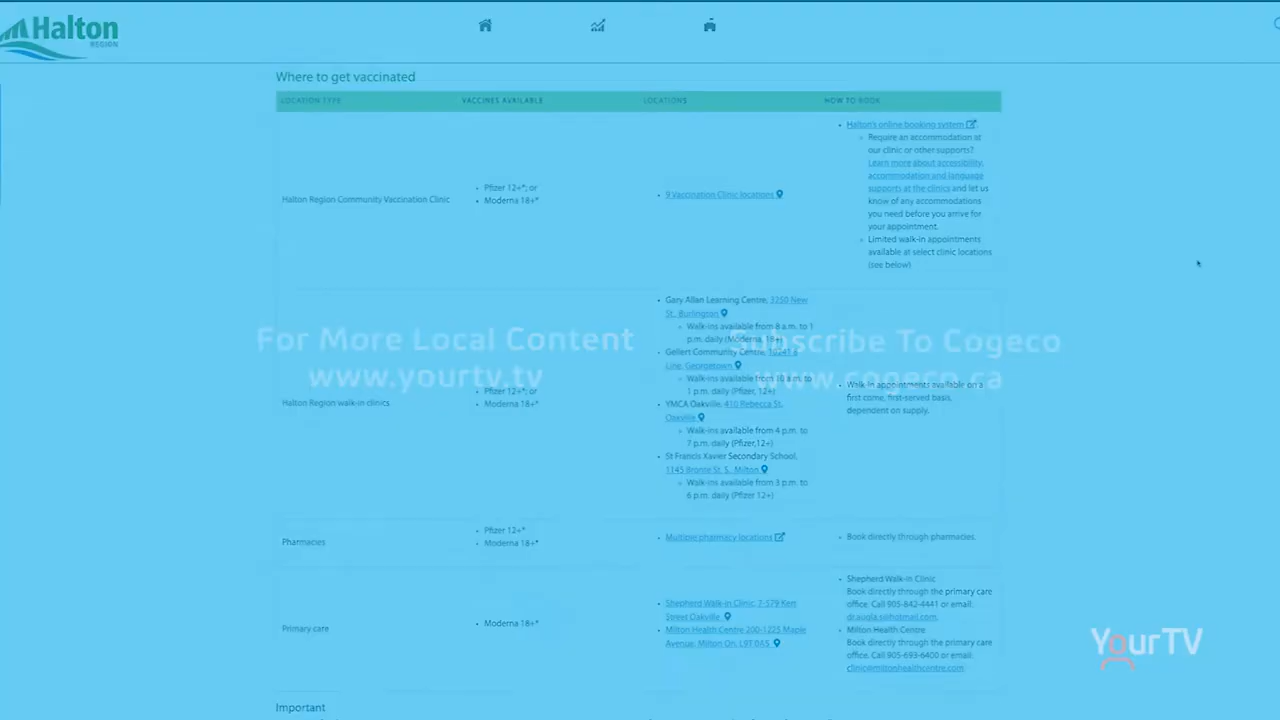 Halton
REGION
Where to get vaccinated
LOCATION TYPE
VACCINES AVAILABLE
LOCATIONS
HOW TO BOOK
Halton Region Community Vaccination Clinic
• Pfizer 12+*; or
• Moderna 18+*
• 9 Vaccination Clinic locations
• Halton's online booking system
Require an accommodation at
our clinic or other supports?
Learn more about accessibility,
accommodation and language
supports at the clinics and let us
know of any accommodations
you need before you arrive for
your appointment.
Limited walk-in appointments
available at select clinic locations
(see below)
Halton Region walk-in clinics
• Pfizer 12+*; or
• Moderna 18+*
• Gary Allan Learning Centre, 3250 New
St., Burlington
Walk-ins available from 8 a.m. to 1
p.m. daily (Moderna, 18+)
• Gellert Community Centre, 10241 8
Line, Georgetown
Walk-ins available from 10 a.m. to
1 p.m. daily (Pfizer, 12+)
• YMCA Oakville, 410 Rebecca St.
Oakville
Walk-ins available from 4 p.m. to
7 p.m. daily (Pfizer,12+)
• St Francis Xavier Secondary School,
1145 Bronte St. S., Milton
Walk-ins available from 3 p.m. to
6 p.m. daily (Pfizer 12+)
• Walk-in appointments available on a
first come, first-served basis,
dependent on supply.
For More Local Content
www.yourtv.tv
Subscribe To Cogeco
www.cogeco.ca
Pharmacies
• Pfizer 12+*
• Moderna 18+*
• Multiple pharmacy locations
• Book directly through pharmacies.
Primary care
• Moderna 18+*
• Shepherd Walk-in Clinic, 7-579 Kerr
Street Oakville
• Milton Health Centre 200-1225 Maple
Avenue, Milton On, L9T 0A5
• Shepherd Walk-in Clinic
Book directly through the primary care
office. Call 905-842-4441 or email:
• Milton Health Centre
Book directly through the primary care
office. Call 905-693-6400 or email:
clinic@miltonhealthcentre.com
YourTV
Important